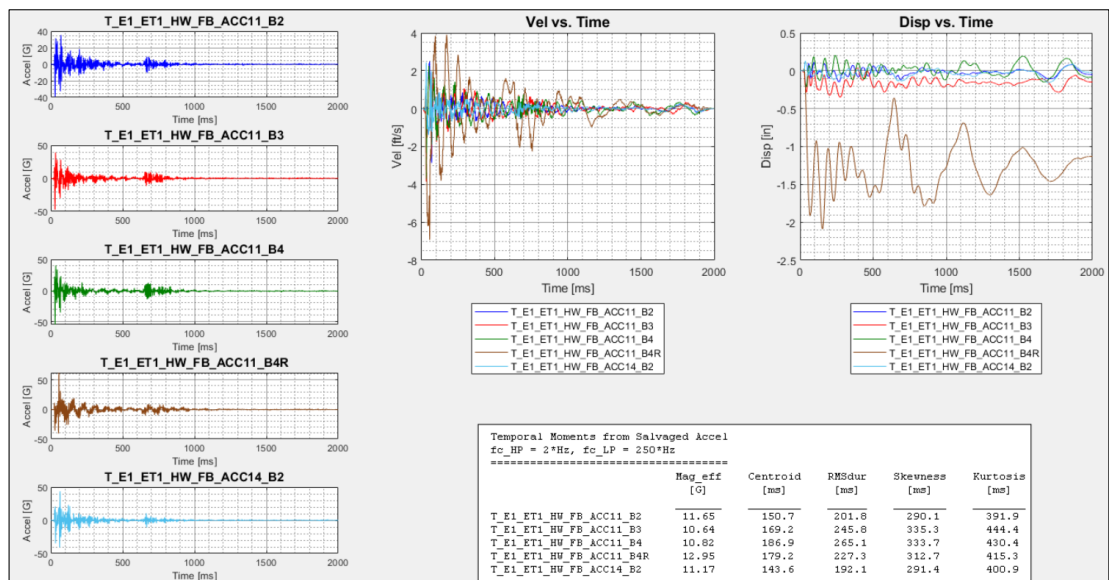 T_E1_ET1_HW_FB_ACC11_B2
Accel [G]
40
20
0
-20
-40
0 500 1000 1500 2000
Time [ms]
T_E1_ET1_HW_FB_ACC11_B3
Accel [G]
50
0
-50
0 500 1000 1500 2000
Time [ms]
T_E1_ET1_HW_FB_ACC11_B4
Accel [G]
50
0
-50
0 500 1000 1500 2000
Time [ms]
T_E1_ET1_HW_FB_ACC11_B4R
Accel [G]
50
0
-50
0 500 1000 1500 2000
Time [ms]
T_E1_ET1_HW_FB_ACC14_B2
Accel [G]
50
0
-50
0 500 1000 1500 2000
Time [ms]
Vel vs. Time
Vel [ft/s]
4
2
0
-2
-4
-6
-8
0 500 1000 1500 2000
Time [ms]
T_E1_ET1_HW_FB_ACC11_B2
T_E1_ET1_HW_FB_ACC11_B3
T_E1_ET1_HW_FB_ACC11_B4
T_E1_ET1_HW_FB_ACC11_B4R
T_E1_ET1_HW_FB_ACC14_B2
Disp vs. Time
Disp [in]
0.5
0
-0.5
-1
-1.5
-2
-2.5
0 500 1000 1500 2000
Time [ms]
T_E1_ET1_HW_FB_ACC11_B2
T_E1_ET1_HW_FB_ACC11_B3
T_E1_ET1_HW_FB_ACC11_B4
T_E1_ET1_HW_FB_ACC11_B4R
T_E1_ET1_HW_FB_ACC14_B2
Temporal Moments from Salvaged Accel
fc_HP = 2*Hz, fc_LP = 250*Hz
====================================
Mag_eff Centroid RMSdur Skewness Kurtosis
[G] [ms] [ms] [ms] [ms]
T_E1_ET1_HW_FB_ACC11_B2 11.65 150.7 201.8 290.1 391.9
T_E1_ET1_HW_FB_ACC11_B3 10.64 169.2 245.8 335.3 444.4
T_E1_ET1_HW_FB_ACC11_B4 10.82 186.9 265.1 333.7 430.4
T_E1_ET1_HW_FB_ACC11_B4R 12.95 179.2 227.3 312.7 415.3
T_E1_ET1_HW_FB_ACC14_B2 11.17 143.6 192.1 291.4 400.9